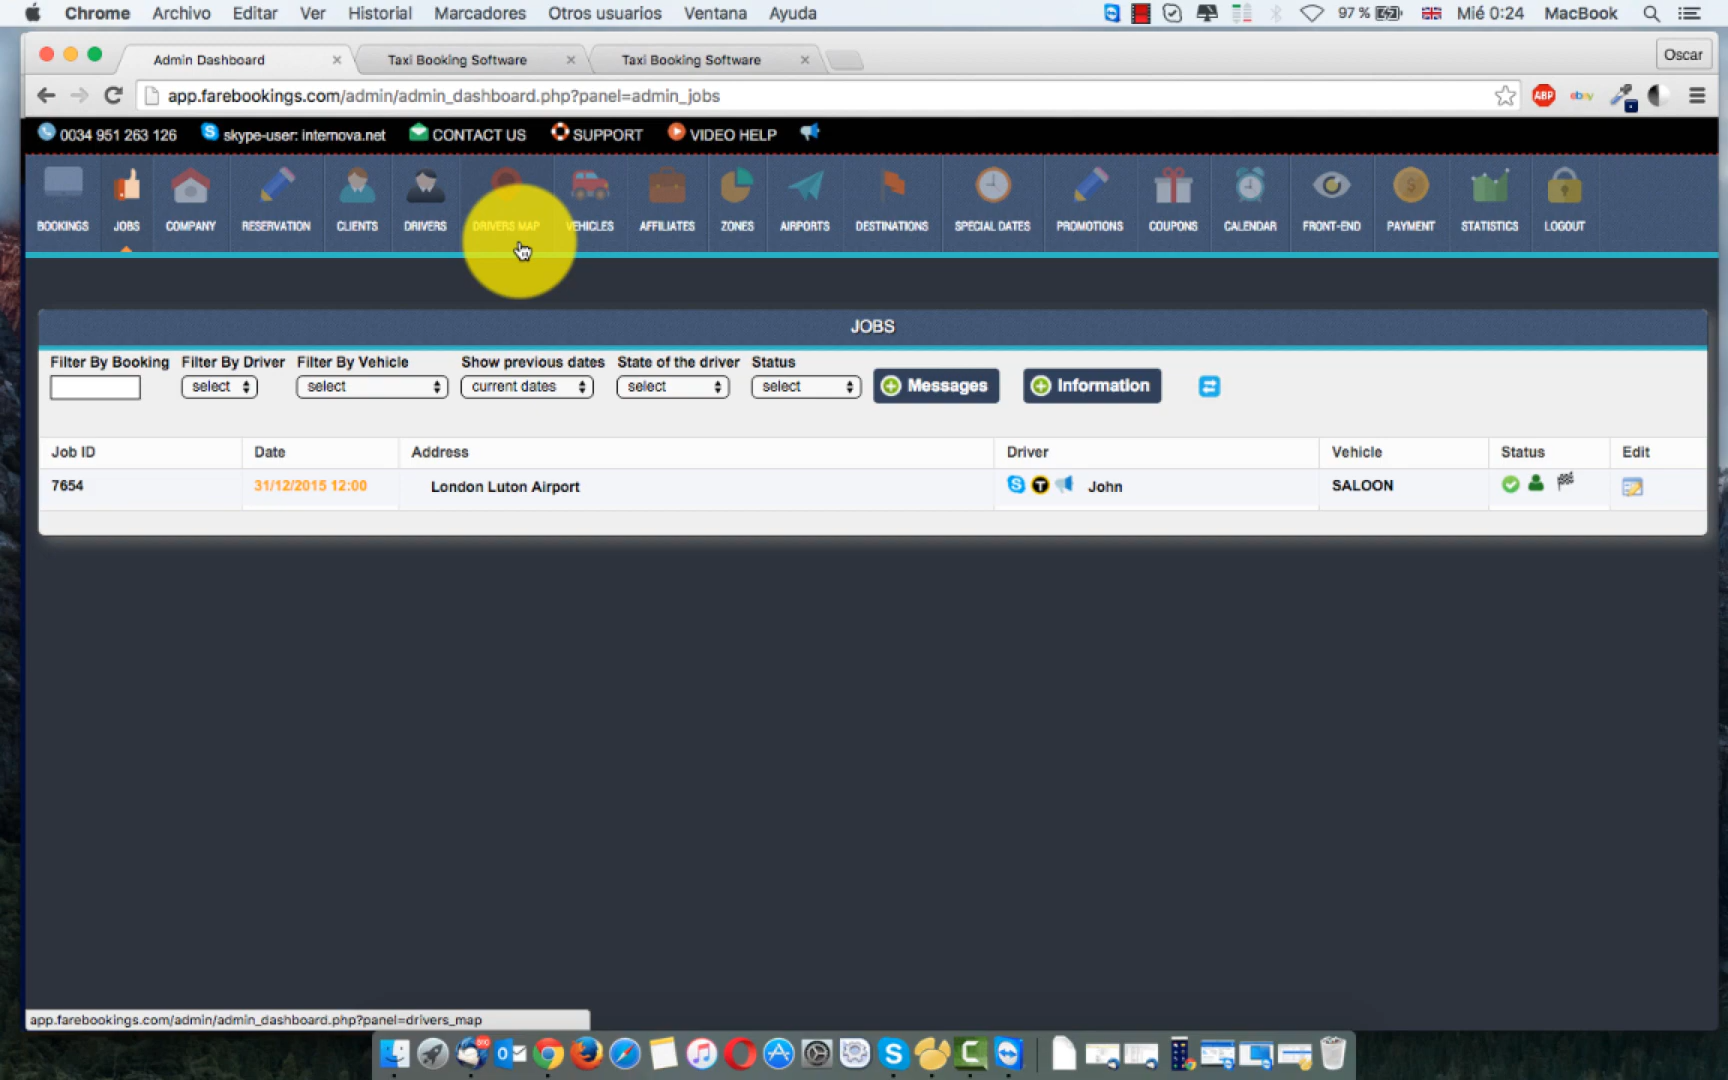 Chrome Archivo Editar Ver Historial Marcadores Otros usuarios Ventana Ayuda 97 % Mié 0:24 MacBook
Admin Dashboard Taxi Booking Software Taxi Booking Software Oscar
app.farebookings.com/admin/admin_dashboard.php?panel=admin_jobs ABP ebay
0034 951 263 126 skype-user: internova.net CONTACT US SUPPORT VIDEO HELP
BOOKINGS JOBS COMPANY RESERVATION CLIENTS DRIVERS DRIVERS MAP VEHICLES AFFILIATES ZONES AIRPORTS DESTINATIONS SPECIAL DATES PROMOTIONS COUPONS CALENDAR FRONT-END PAYMENT STATISTICS LOGOUT
JOBS
Filter By Booking Filter By Driver Filter By Vehicle Show previous dates State of the driver Status
select select current dates select select Messages Information
Job ID Date Address Driver Vehicle Status Edit
7654 31/12/2015 12:00 London Luton Airport John SALOON
app.farebookings.com/admin/admin_dashboard.php?panel=drivers_map